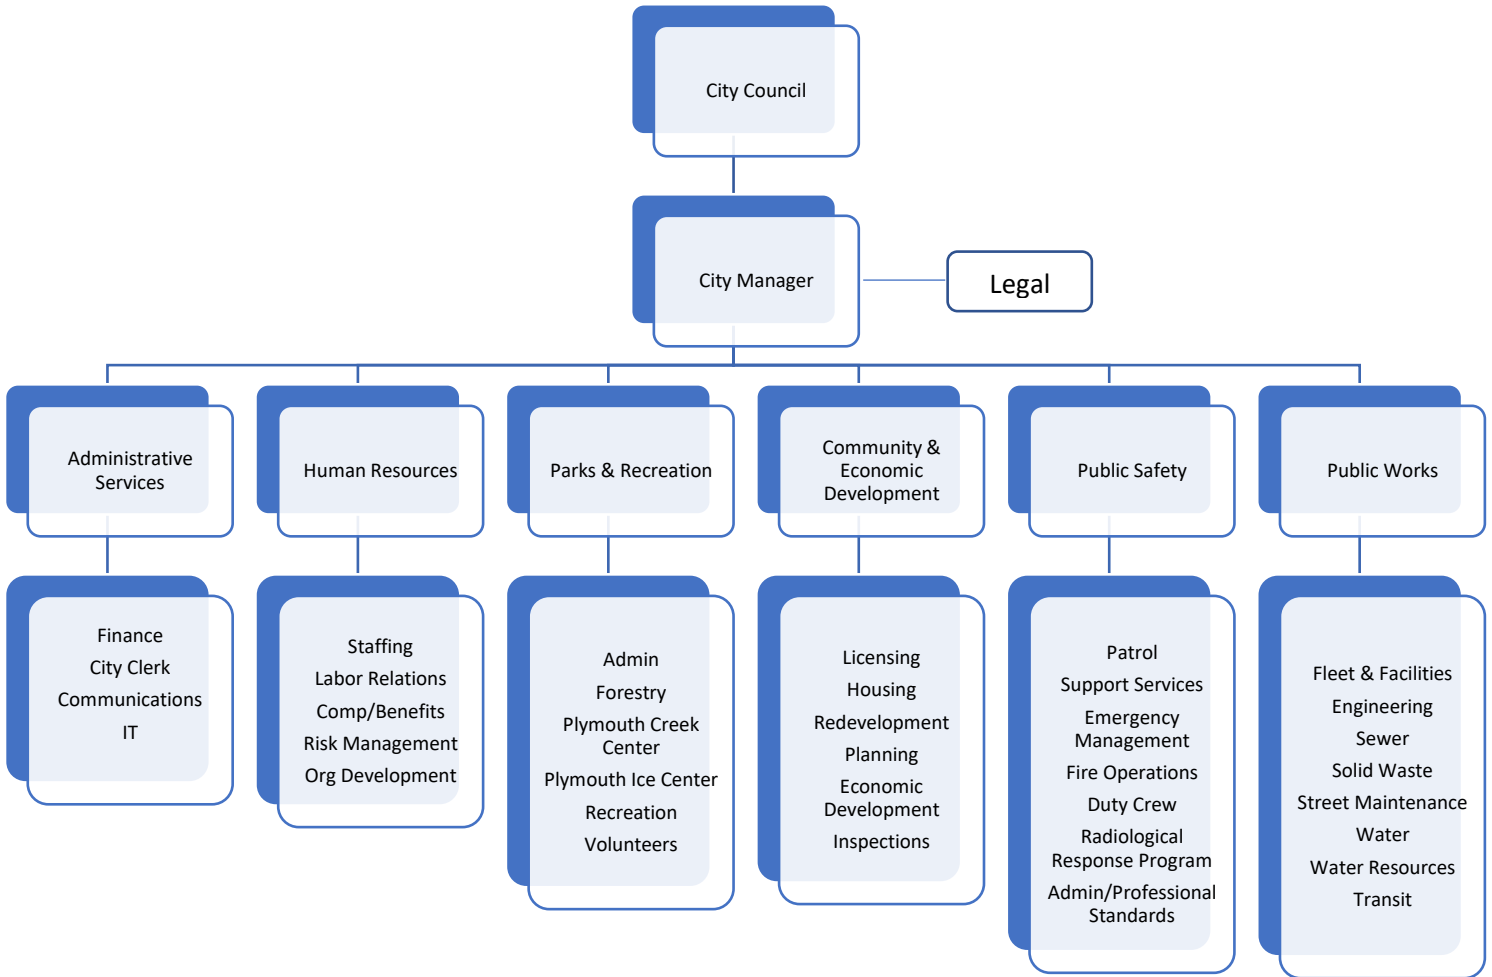 City Council
City Manager
Legal
Administrative
Services
Human Resources
Parks & Recreation
Community &
Economic
Development
Public Safety
Public Works
Finance
City Clerk
Communications
IT
Staffing
Labor Relations
Comp/Benefits
Risk Management
Org Development
Admin
Forestry
Plymouth Creek
Center
Plymouth Ice Center
Recreation
Volunteers
Licensing
Housing
Redevelopment
Planning
Economic
Development
Inspections
Patrol
Support Services
Emergency
Management
Fire Operations
Duty Crew
Radiological
Response Program
Admin/Professional
Standards
Fleet & Facilities
Engineering
Sewer
Solid Waste
Street Maintenance
Water
Water Resources
Transit